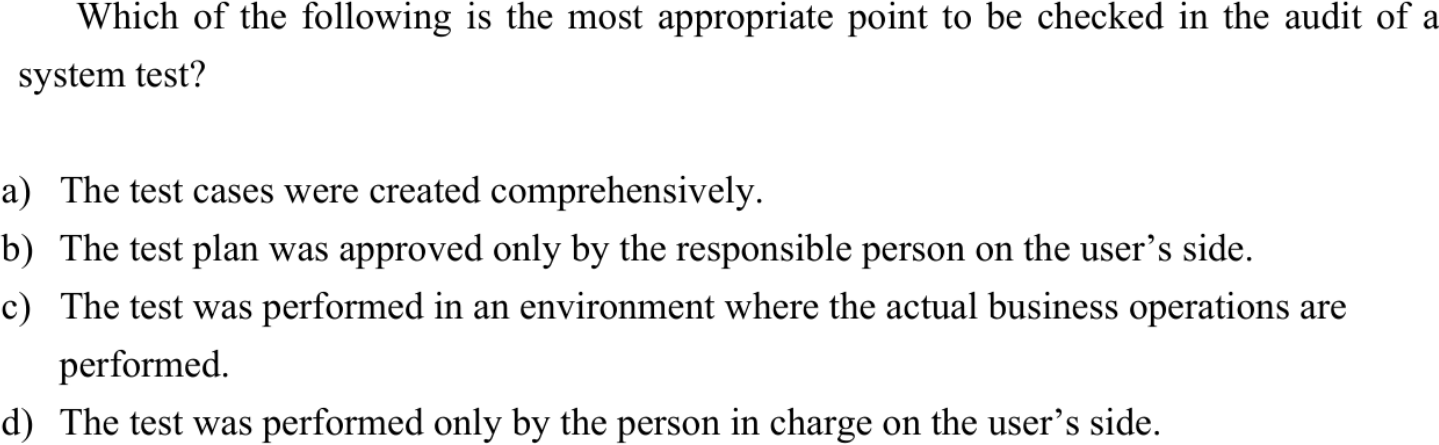 Which of the following is the most appropriate point to be checked in the audit of a
system test?
a) The test cases were created comprehensively.
b) The test plan was approved only by the responsible person on the user’s side.
c) The test was performed in an environment where the actual business operations are
performed.
d) The test was performed only by the person in charge on the user’s side.